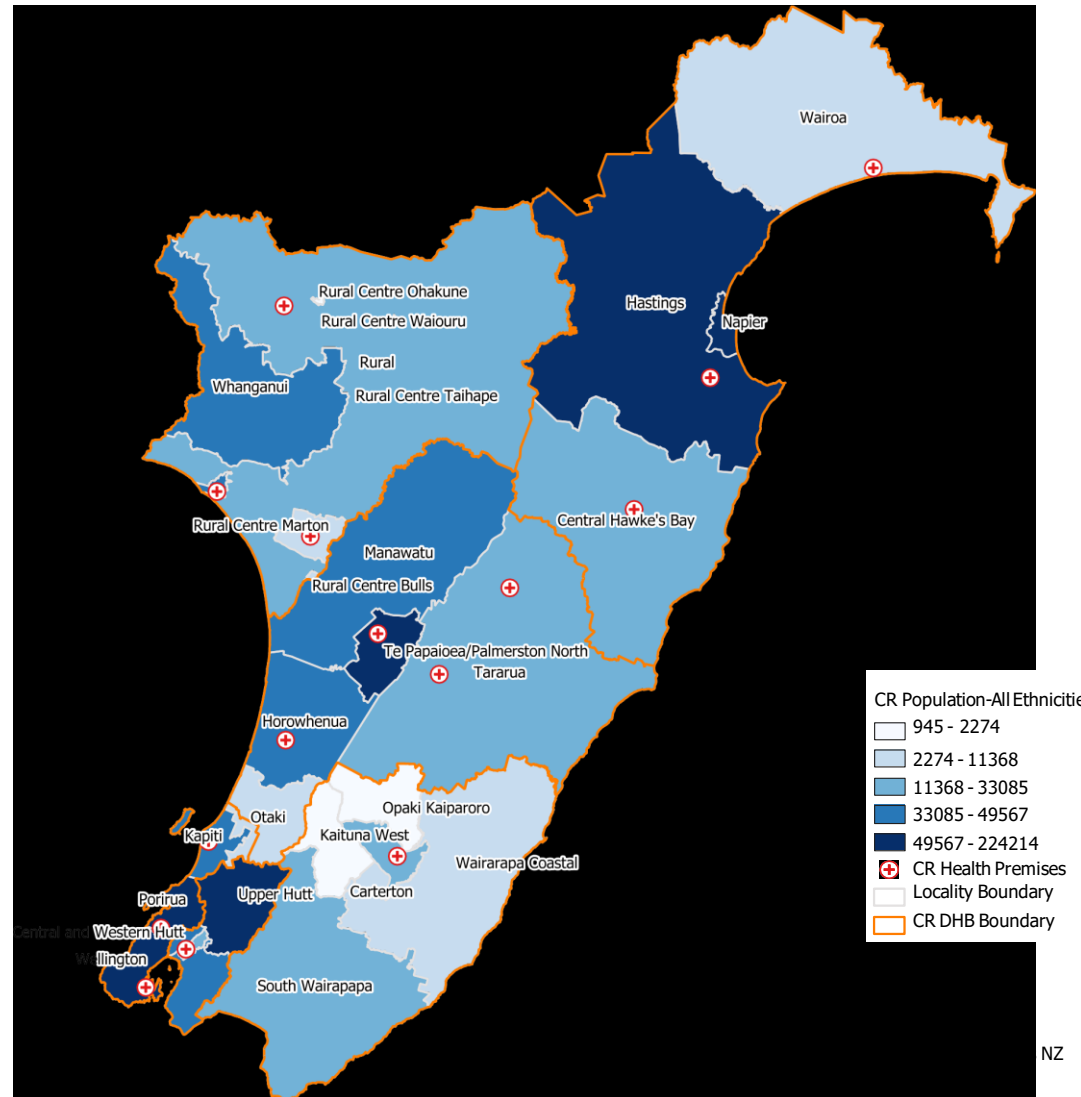 Wairoa
Rural Centre Ohakune
Hastings
Napier
Rural Centre Waiouru
Rural
Whanganui
Rural Centre Taihape
Central Hawke's Bay
Rural Centre Marton
Manawatu
Rural Centre Bulls
Te Papaioea/Palmerston North
Tararua
Horowhenua
Opaki Kaiparoro
Otaki
Kapiti
Kaituna West
Wairarapa Coastal
Carterton
Upper Hutt
Porirua
Central and Western Hutt
Wellington
South Wairapapa
CR Population-All Ethnicitie
945 - 2274
2274 - 11368
11368 - 33085
33085 - 49567
49567 - 224214
CR Health Premises
Locality Boundary
CR DHB Boundary
NZ